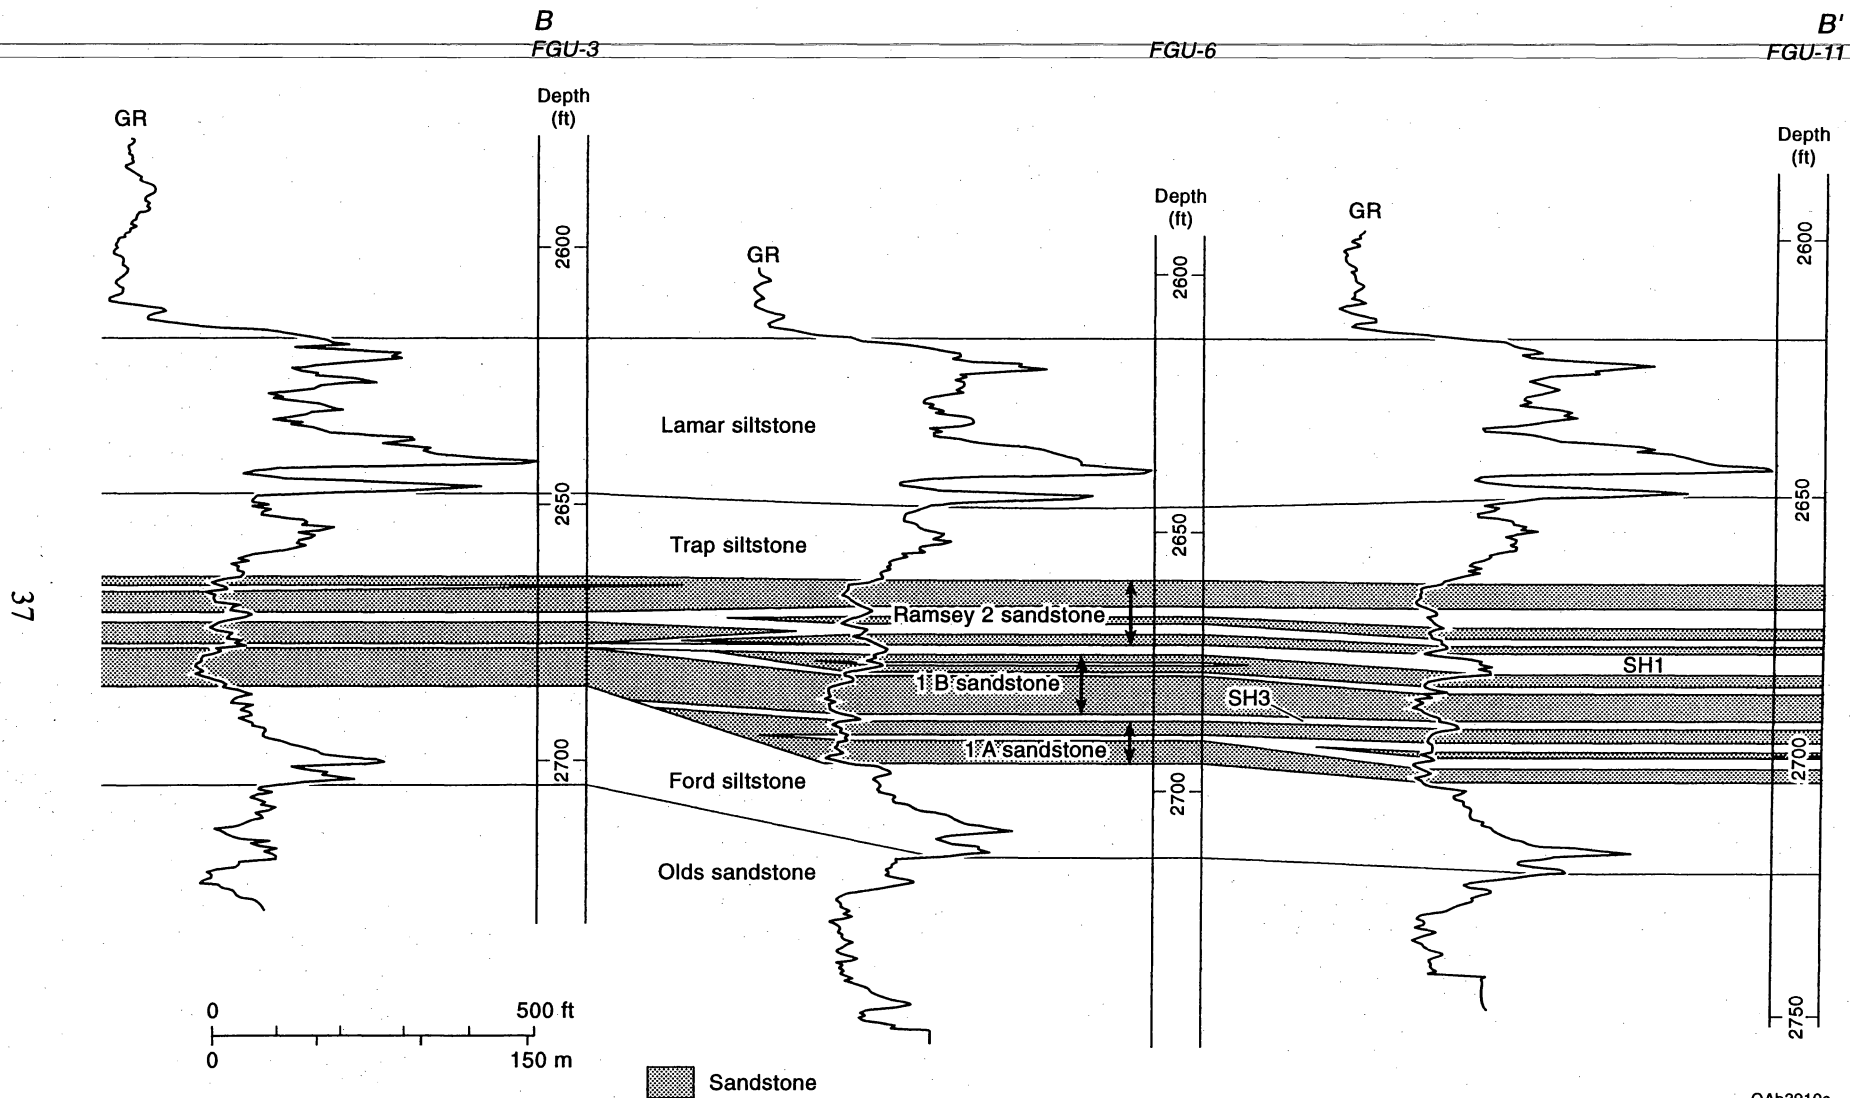 B
B'
FGU-3
FGU-6
FGU-11
Depth
(ft)
GR
Depth
(ft)
Depth
(ft)
GR
GR
2600
2600
2600
Lamar siltstone
2650
2650
2650
Trap siltstone
37
Ramsey 2 sandstone
SH1
1 B sandstone
SH3
1 A sandstone
2700
2700
2700
Ford siltstone
Olds sandstone
0 500 ft
0 150 m
2750
Sandstone